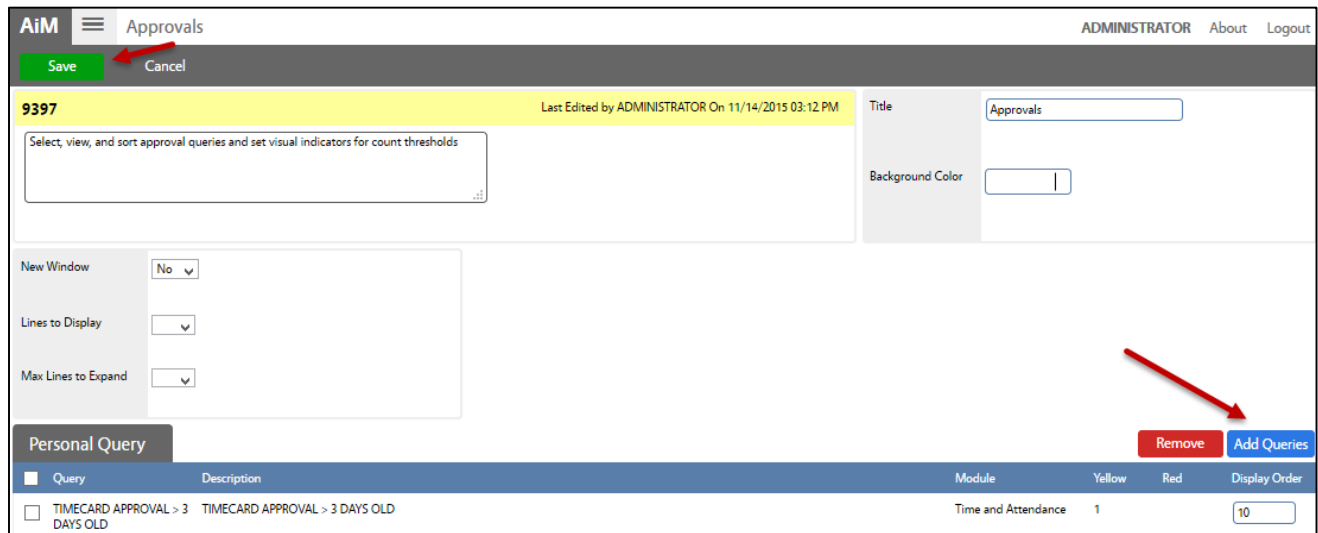 AiM Approvals ADMINISTRATOR About Logout
Save Cancel
9397 Last Edited by ADMINISTRATOR On 11/14/2015 03:12 PM
Select, view, and sort approval queries and set visual indicators for count thresholds
Title Approvals
Background Color
New Window No
Lines to Display
Max Lines to Expand
Personal Query Remove Add Queries
Query Description Module Yellow Red Display Order
TIMECARD APPROVAL > 3 TIMECARD APPROVAL > 3 DAYS OLD Time and Attendance 1 10
DAYS OLD